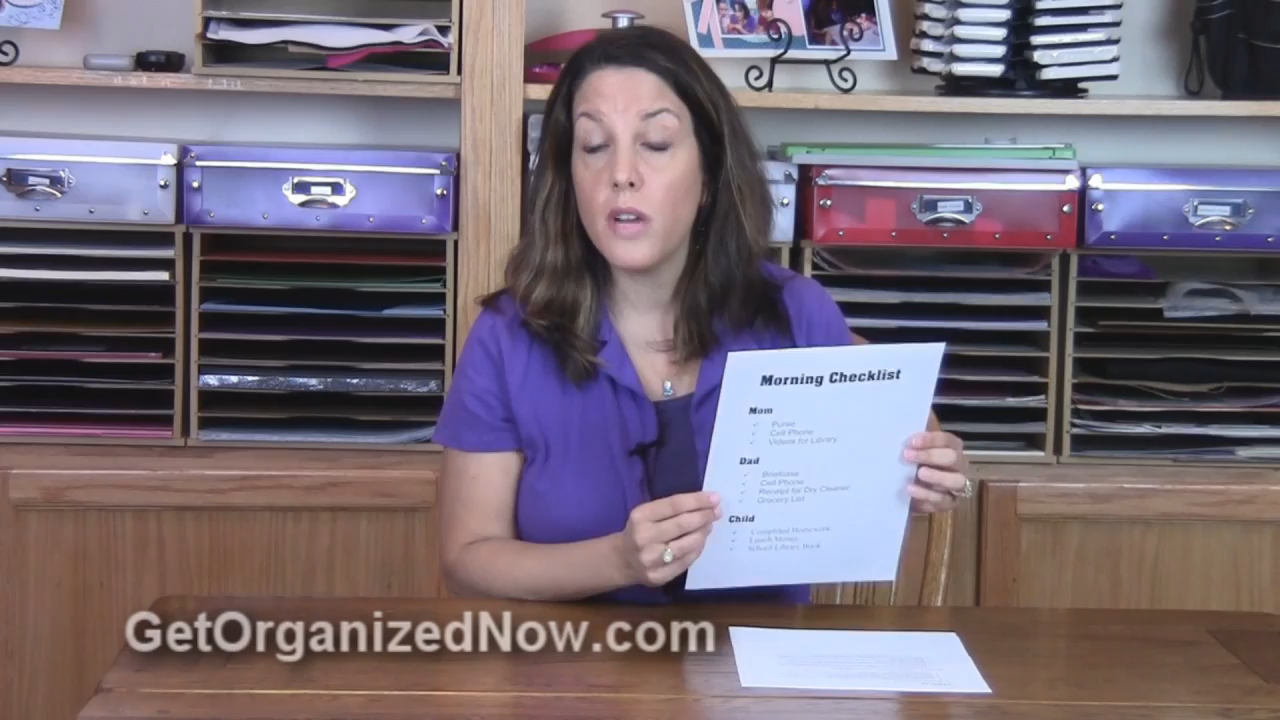 Morning Checklist
Mom
Purse
Cell Phone
Videos for Library
Dad
Briefcase
Cell Phone
Receipt for Dry Cleaner
Grocery List
Child
Completed Homework
Lunch Money
School Library Book
GetOrganizedNow.com